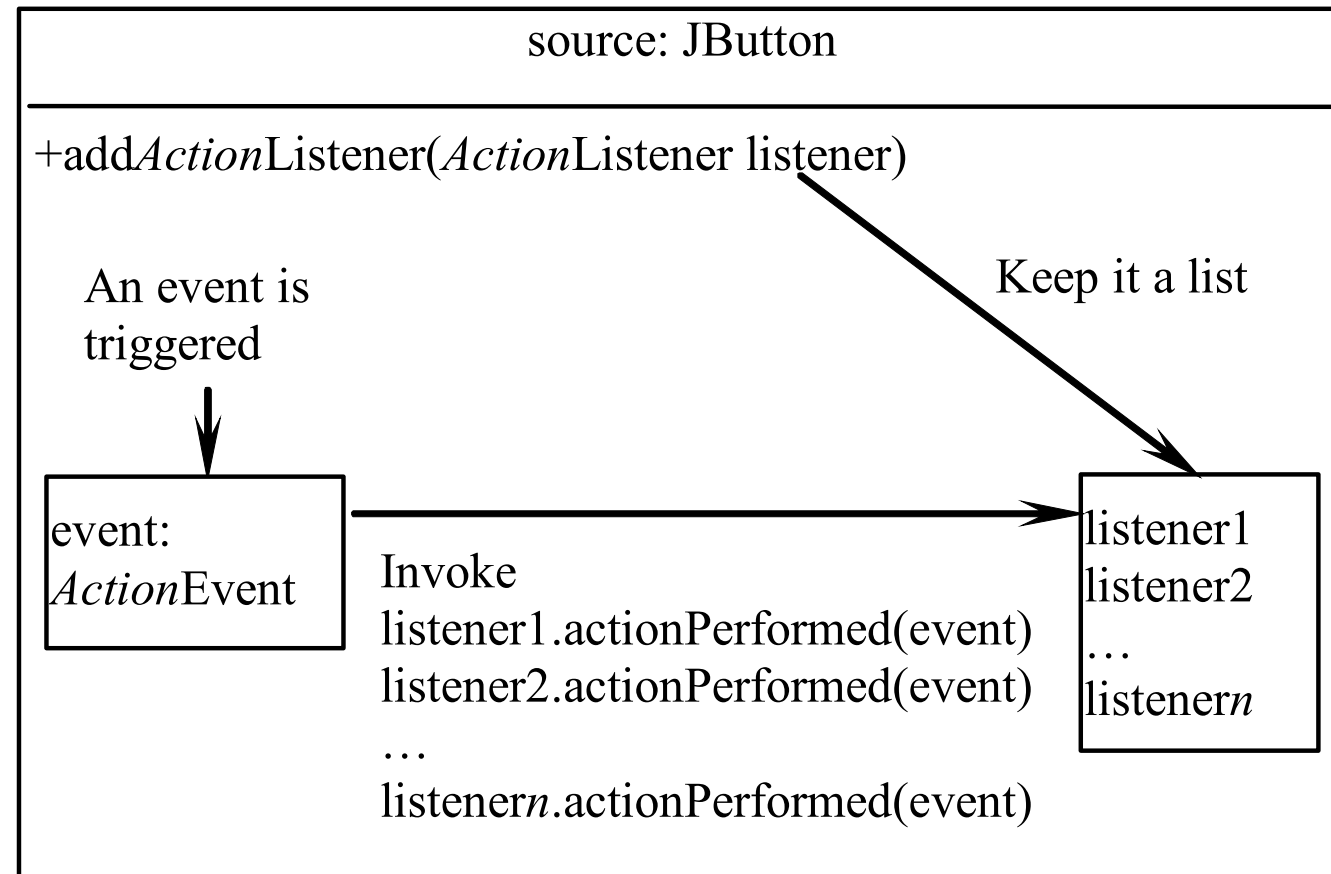 source: JButton
+addActionListener(ActionListener listener)
An event is
triggered
Keep it a list
event:
ActionEvent
Invoke
listener1.actionPerformed(event)
listener2.actionPerformed(event)
…
listenern.actionPerformed(event)
listener1
listener2
…
listenern